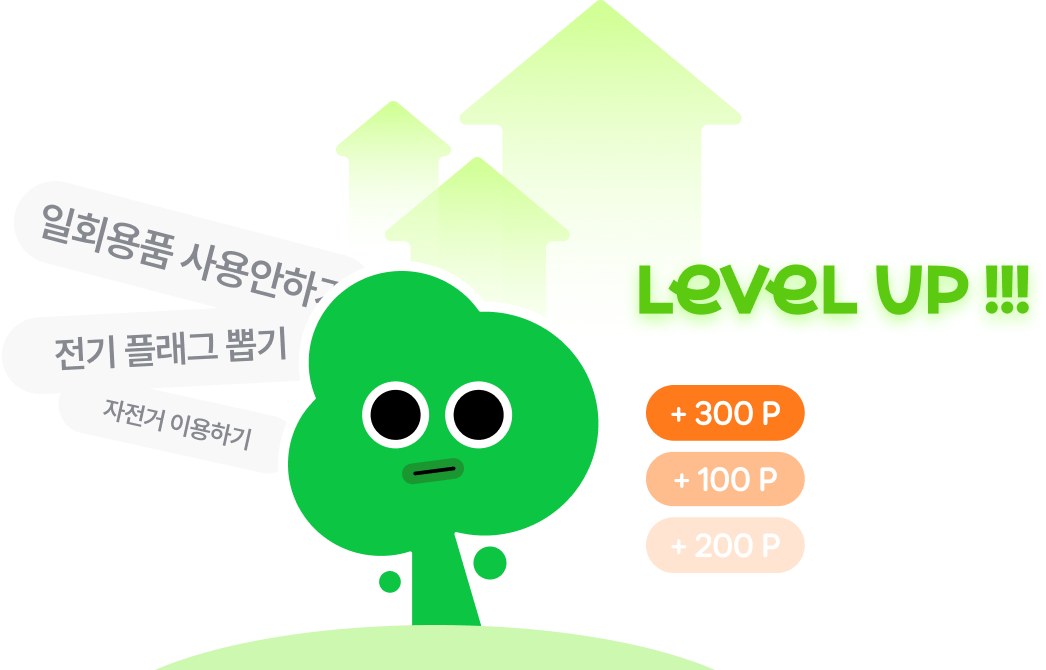 일회용품 사용안하기
전기 플래그 뽑기
자전거 이용하기
LeVeL UP !!!
+ 300 P
+ 100 P
+ 200 P